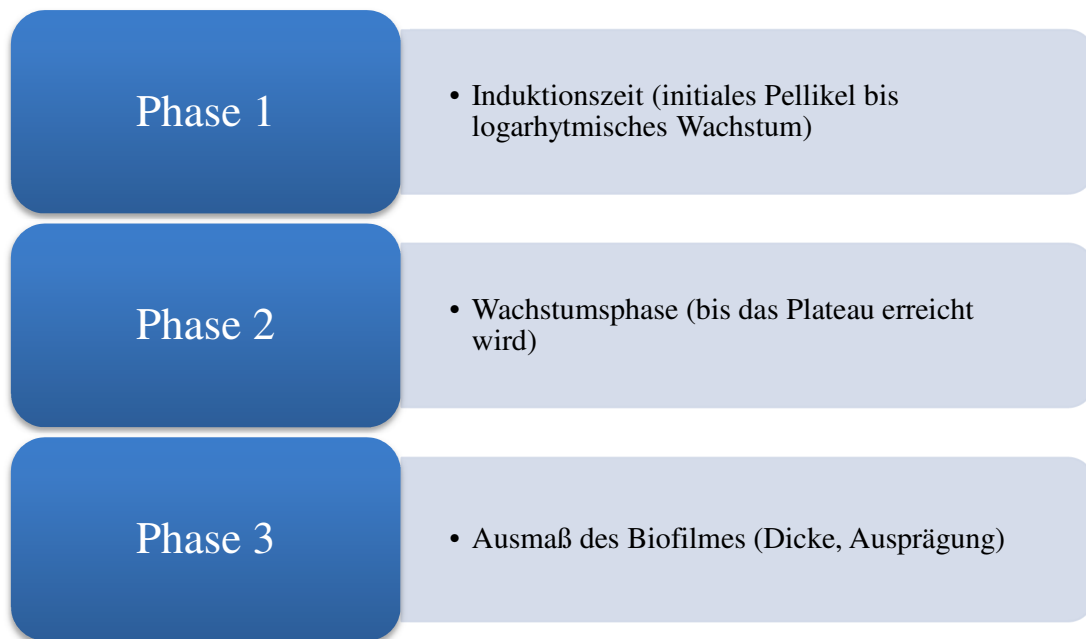 Phase 1
• Induktionszeit (initiales Pellikel bis
logarhytmisches Wachstum)
Phase 2
• Wachstumsphase (bis das Plateau erreicht
wird)
Phase 3
• Ausmaß des Biofilmes (Dicke, Ausprägung)